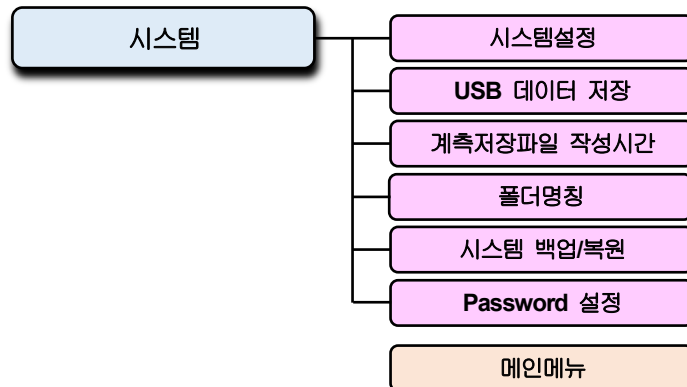 시스템
시스템설정
USB 데이터 저장
계측저장파일 작성시간
폴더명칭
시스템 백업/복원
Password 설정
메인메뉴